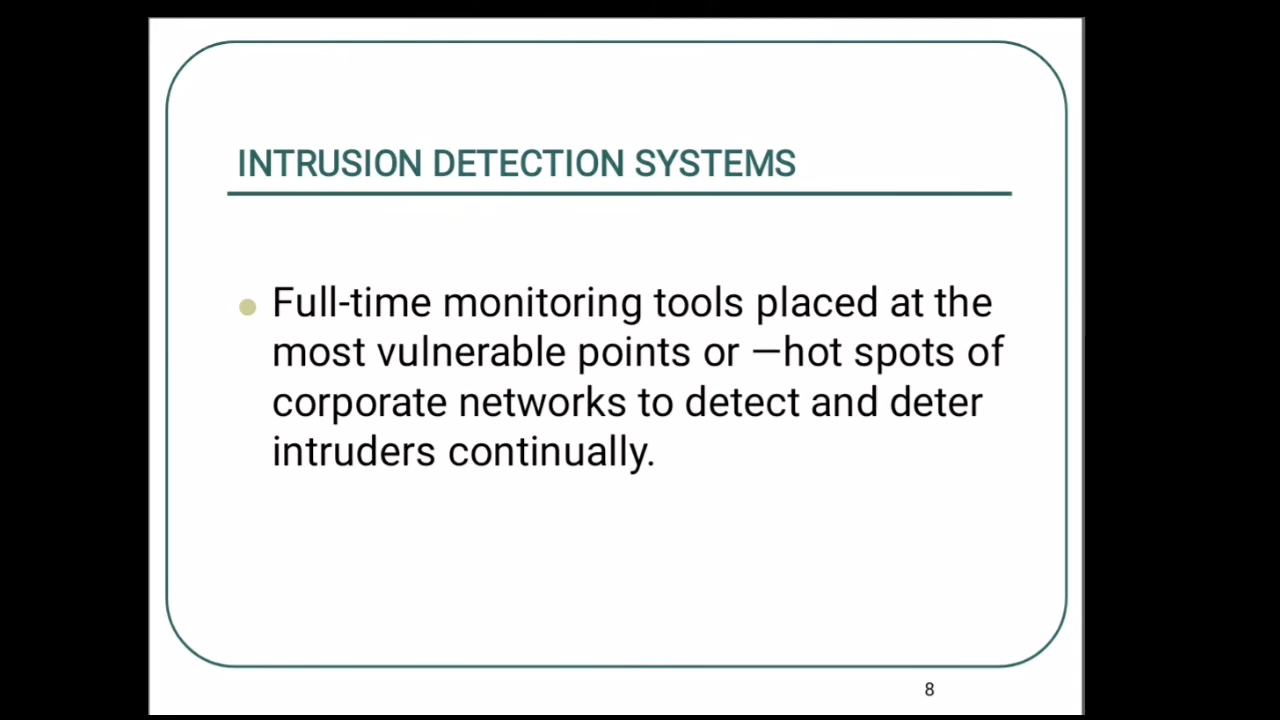 INTRUSION DETECTION SYSTEMS
Full-time monitoring tools placed at the
most vulnerable points or —hot spots of
corporate networks to detect and deter
intruders continually.
8